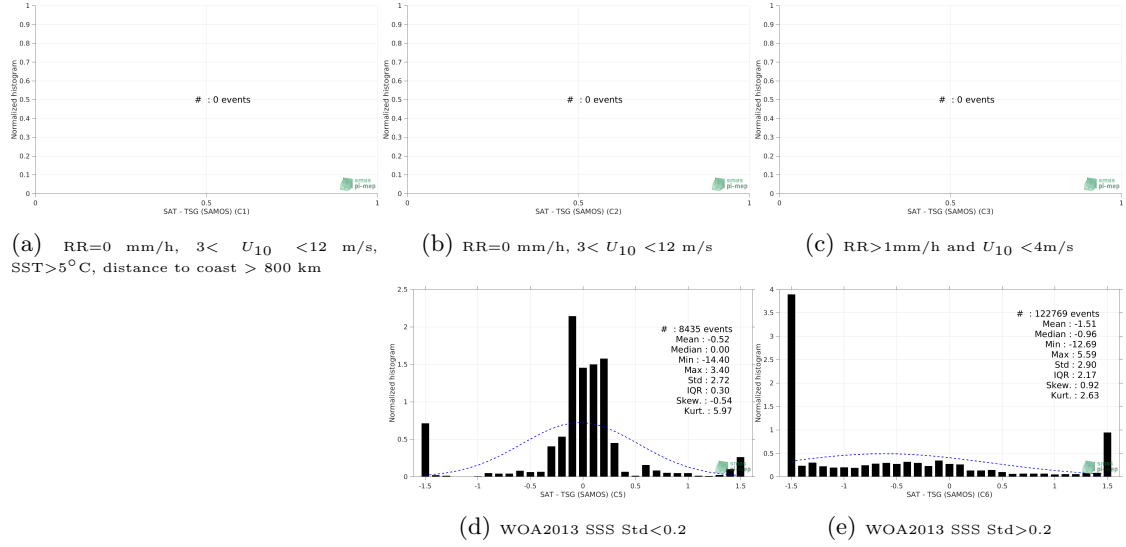 1
0.9
0.8
0.7
0.6
0.5
0.4
0.3
0.2
0.1
0
Normalized histogram
# : 0 events
smos
pi-mep
0 0.5 1
SAT - TSG (SAMOS) (C1)
(a) RR=0 mm/h, 3< U10 <12 m/s,
SST>5°C, distance to coast > 800 km
1
0.9
0.8
0.7
0.6
0.5
0.4
0.3
0.2
0.1
0
Normalized histogram
# : 0 events
smos
pi-mep
0 0.5 1
SAT - TSG (SAMOS) (C2)
(b) RR=0 mm/h, 3< U10 <12 m/s
1
0.9
0.8
0.7
0.6
0.5
0.4
0.3
0.2
0.1
0
Normalized histogram
# : 0 events
smos
pi-mep
0 0.5 1
SAT - TSG (SAMOS) (C3)
(c) RR>1mm/h and U10 <4m/s
2.5
2
1.5
1
0.5
0
Normalized histogram
# : 8435 events
Mean : -0.52
Median : 0.00
Min : -14.40
Max : 3.40
Std : 2.72
IQR : 0.30
Skew. : -0.54
Kurt. : 5.97
smos
pi-mep
-1.5 -1 -0.5 0 0.5 1 1.5
SAT - TSG (SAMOS) (C5)
(d) WOA2013 SSS Std<0.2
4
3.5
3
2.5
2
1.5
1
0.5
0
Normalized histogram
# : 122769 events
Mean : -1.51
Median : -0.96
Min : -12.69
Max : 5.59
Std : 2.90
IQR : 2.17
Skew. : 0.92
Kurt. : 2.63
-1.5 -1 -0.5 0 0.5 1 1.5
SAT - TSG (SAMOS) (C6)
(e) WOA2013 SSS Std>0.2